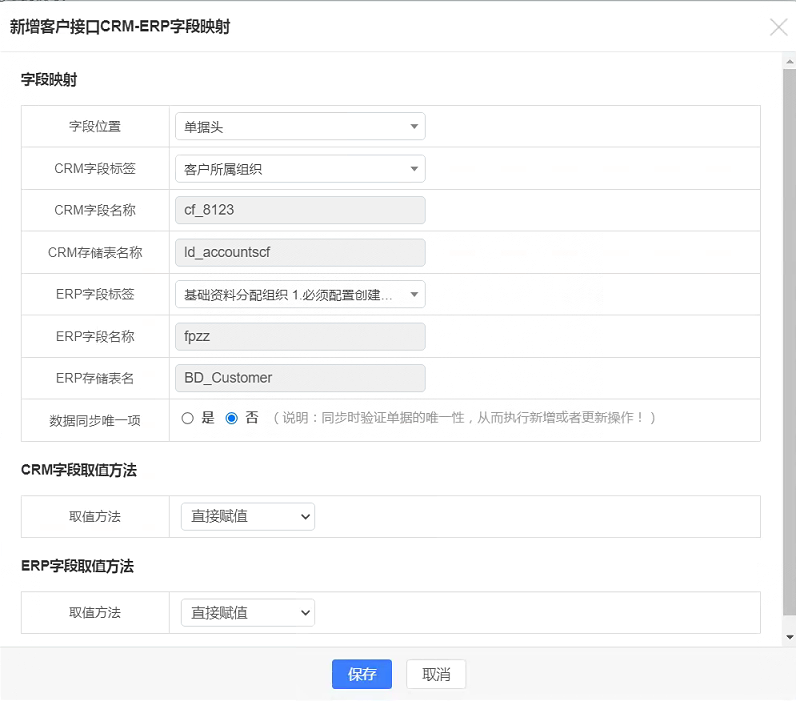 新增客户接口CRM-ERP字段映射
字段映射
字段位置 单据头
CRM字段标签 客户所属组织
CRM字段名称 cf_8123
CRM存储表名称 ld_accountscf
ERP字段标签 基础资料分配组织 1.必须配置创建...
ERP字段名称 fpzz
ERP存储表名 BD_Customer
数据同步唯一项 是 否 （说明：同步时验证单据的唯一性，从而执行新增或者更新操作！）
CRM字段取值方法
取值方法 直接赋值
ERP字段取值方法
取值方法 直接赋值
保存 取消